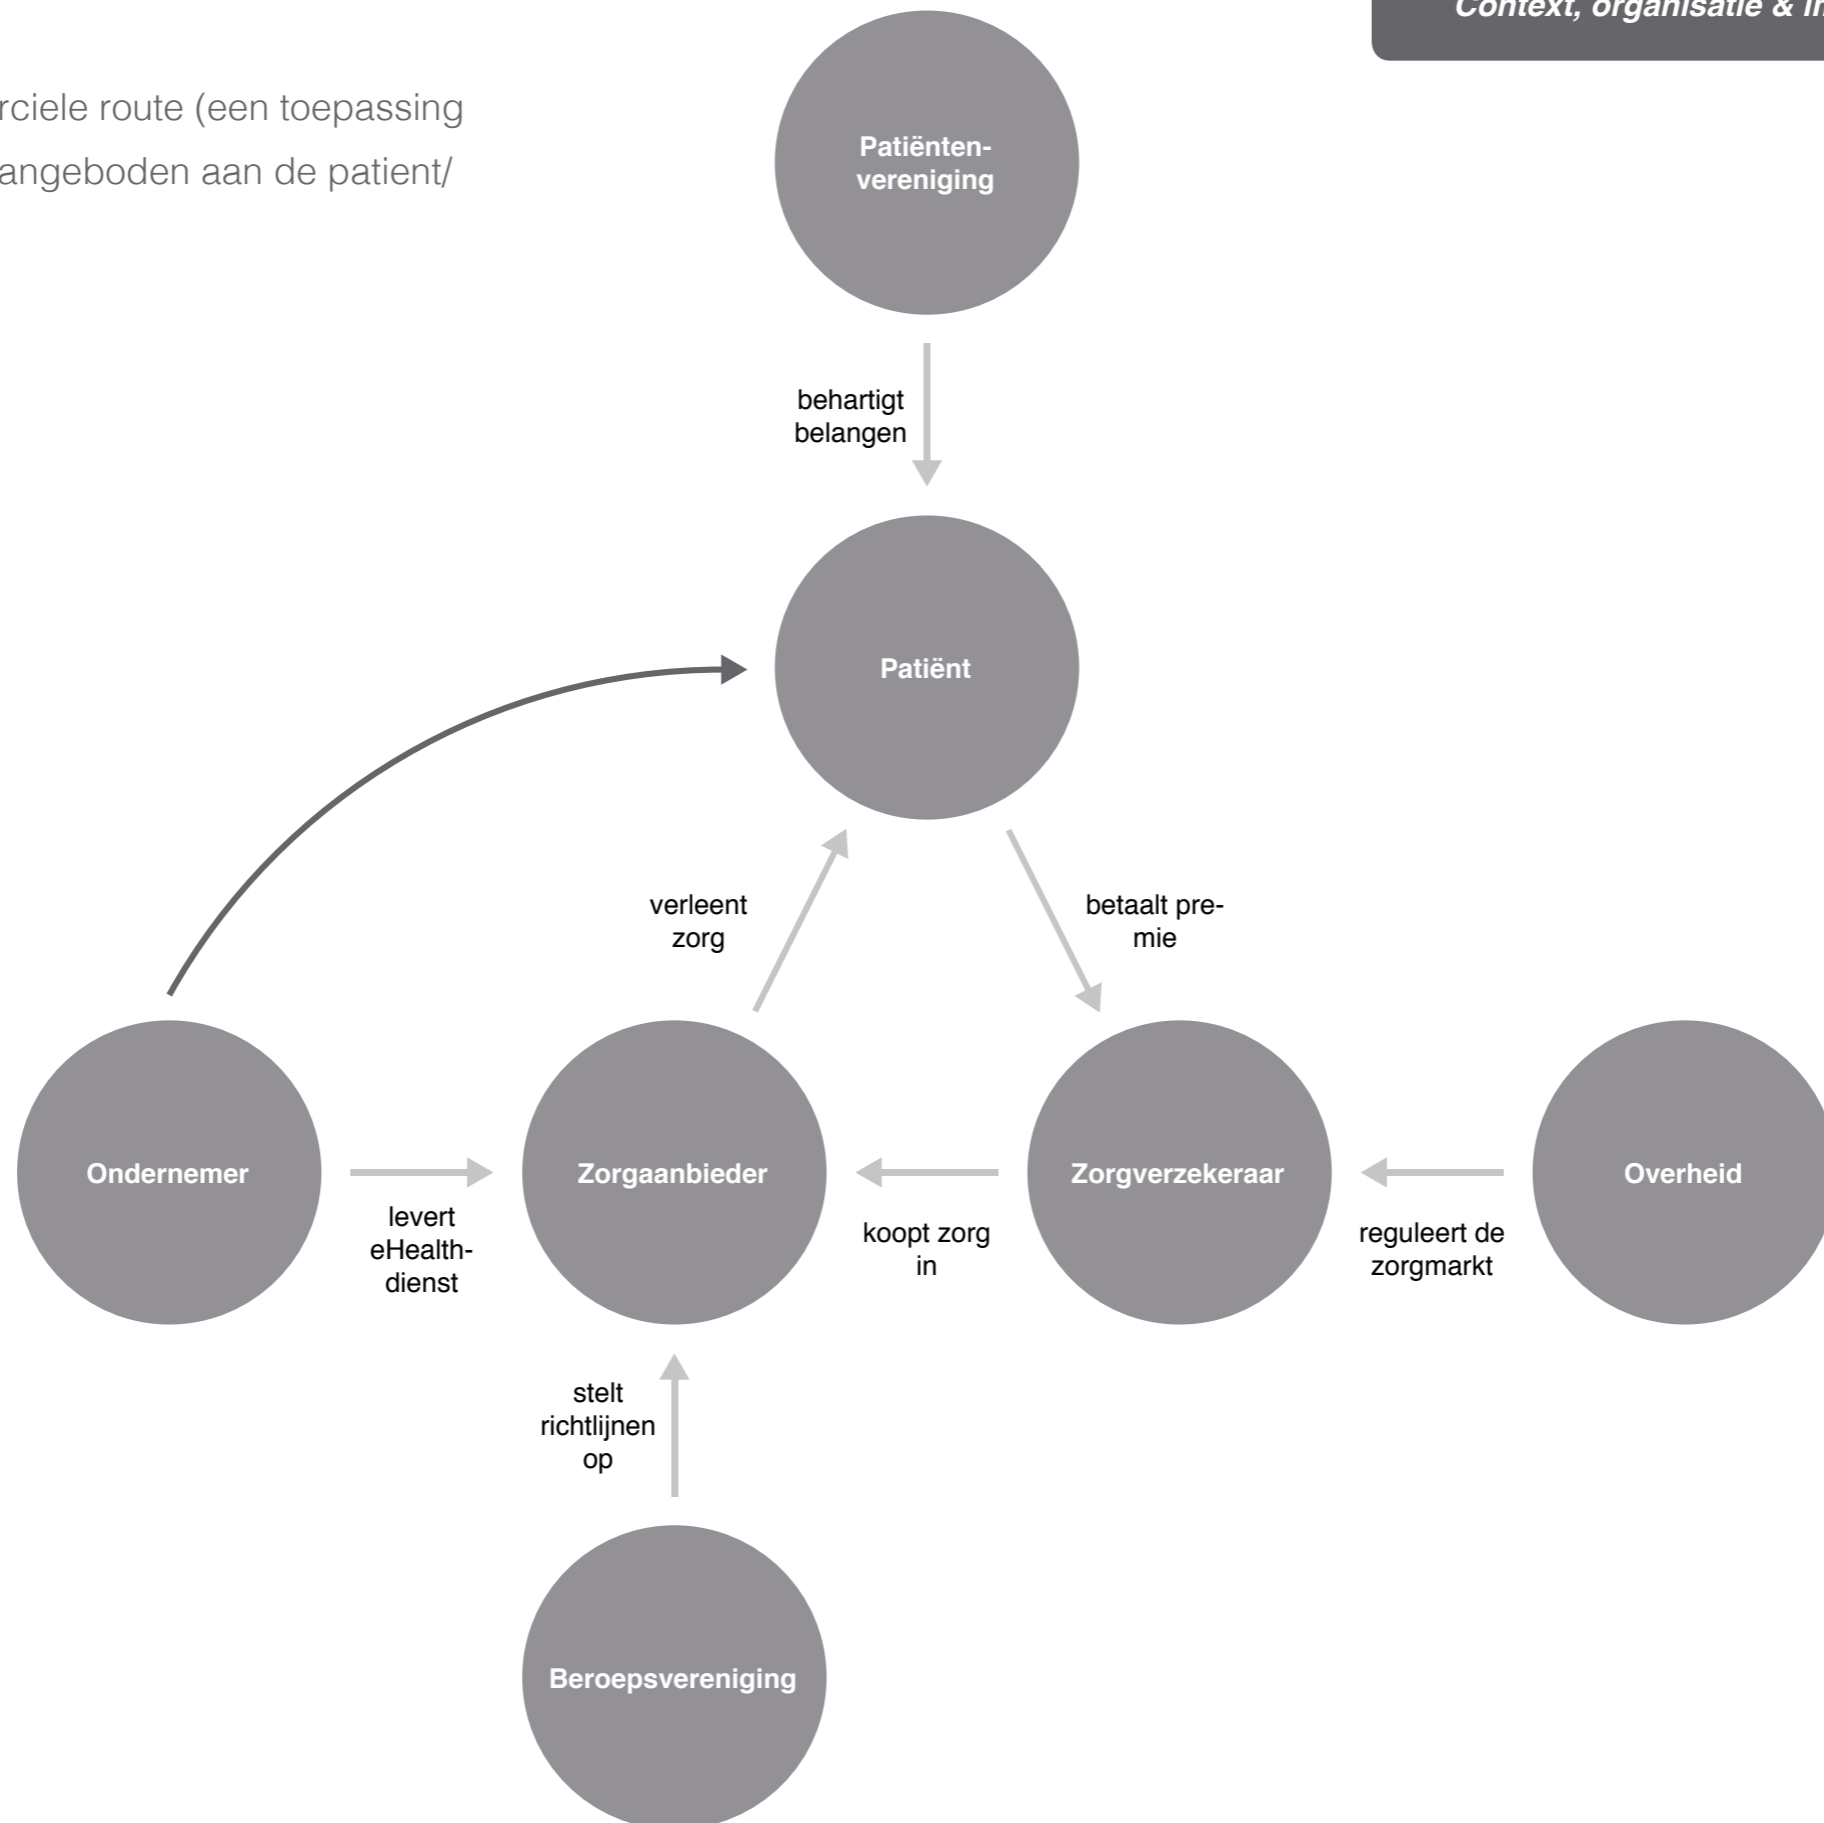 Context, organisatie &
rciele route (een toepassing
angeboden aan de patient/
Patiënten-
vereniging
behartigt
belangen
Patiënt
verleent
zorg
betaalt pre-
mie
Ondernemer
levert
eHealth-
dienst
Zorgaanbieder
koopt zorg
in
Zorgverzekeraar
reguleert de
zorgmarkt
Overheid
stelt
richtlijnen
op
Beroepsvereniging